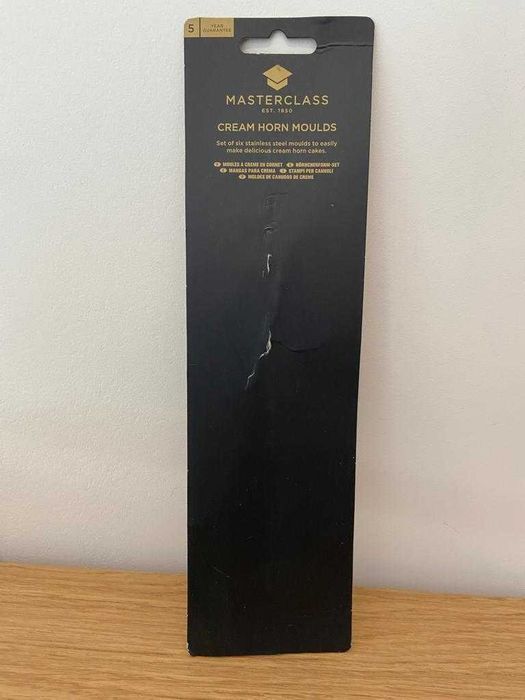 5 YEAR GUARANTEE
MASTERCLASS
EST. 1850
CREAM HORN MOULDS
Set of six stainless steel moulds to easily
make delicious cream horn cakes.
MOULES A CREME EN CORNET HÖRNCHENFORM-SET
MANGAS PARA CREMA STAMPI PER CANNOLI
MOLDES DE CANUDOS DE CREME